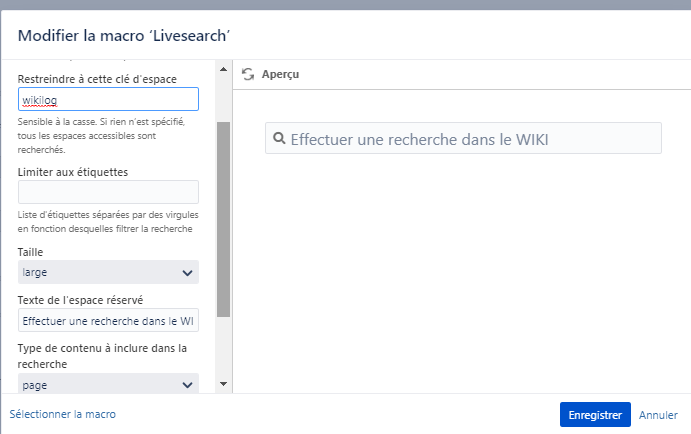 Modifier la macro ‘Livesearch’
Restreindre à cette clé d'espace
wikilog
Sensible à la casse. Si rien n'est spécifié,
tous les espaces accessibles sont
recherchés.
Limiter aux étiquettes
Liste d'étiquettes séparées par des virgules
en fonction desquelles filtrer la recherche
Taille
large
Texte de l'espace réservé
Effectuer une recherche dans le WI
Type de contenu à inclure dans la
recherche
page
Aperçu
Effectuer une recherche dans le WIKI
Sélectionner la macro
Enregistrer
Annuler